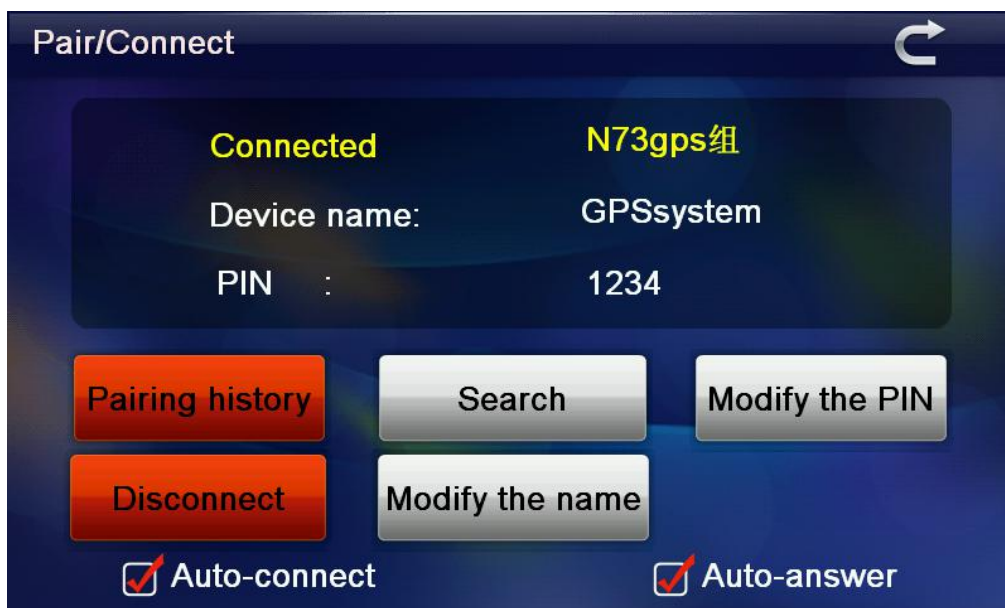 Pair/Connect
Connected N73gps组
Device name: GPSsystem
PIN : 1234
Pairing history Search Modify the PIN
Disconnect Modify the name
Auto-connect Auto-answer